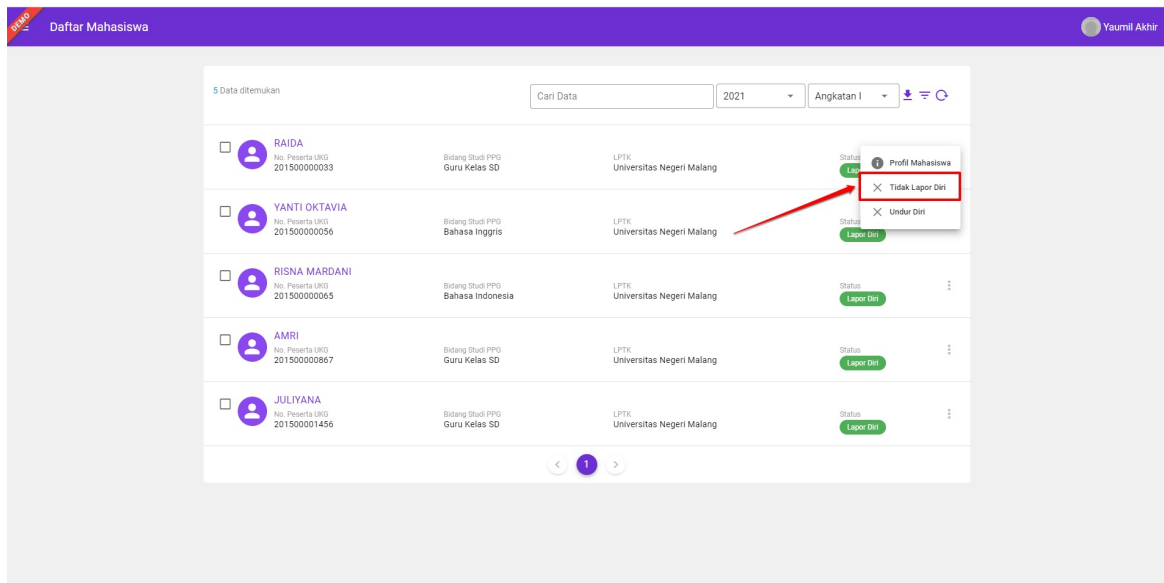 DEMO
Daftar Mahasiswa
Yaumil Akhir
5 Data ditemukan
Cari Data
2021
Angkatan I
RAIDA
No. Peserta UKG
201500000033
Bidang Studi PPG
Guru Kelas SD
LPTK
Universitas Negeri Malang
Status
Lap
Profil Mahasiswa
Tidak Lapor Diri
Undur Diri
YANTI OKTAVIA
No. Peserta UKG
201500000056
Bidang Studi PPG
Bahasa Inggris
LPTK
Universitas Negeri Malang
Lapor Diri
RISNA MARDANI
No. Peserta UKG
201500000065
Bidang Studi PPG
Bahasa Indonesia
LPTK
Universitas Negeri Malang
Status
Lapor Diri
AMRI
No. Peserta UKG
201500000867
Bidang Studi PPG
Guru Kelas SD
LPTK
Universitas Negeri Malang
Status
Lapor Diri
JULIYANA
No. Peserta UKG
201500001456
Bidang Studi PPG
Guru Kelas SD
LPTK
Universitas Negeri Malang
Status
Lapor Diri
1